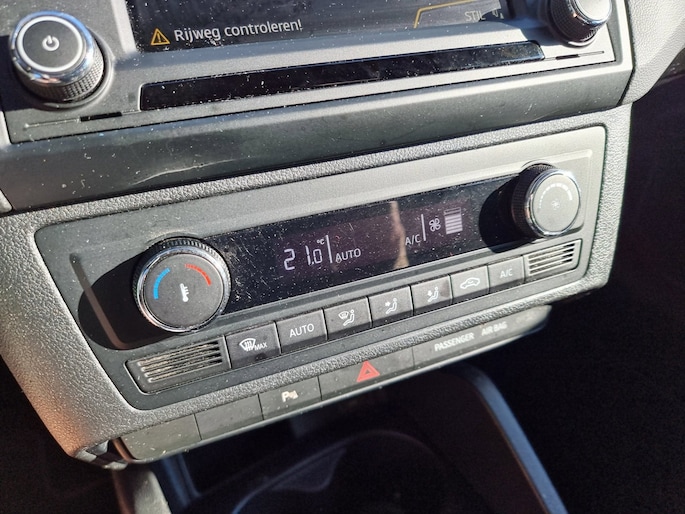 Rijweg controleren!
21.0 °C AUTO A/C
MAX AUTO A/C
P PASSENGER AIR BAG